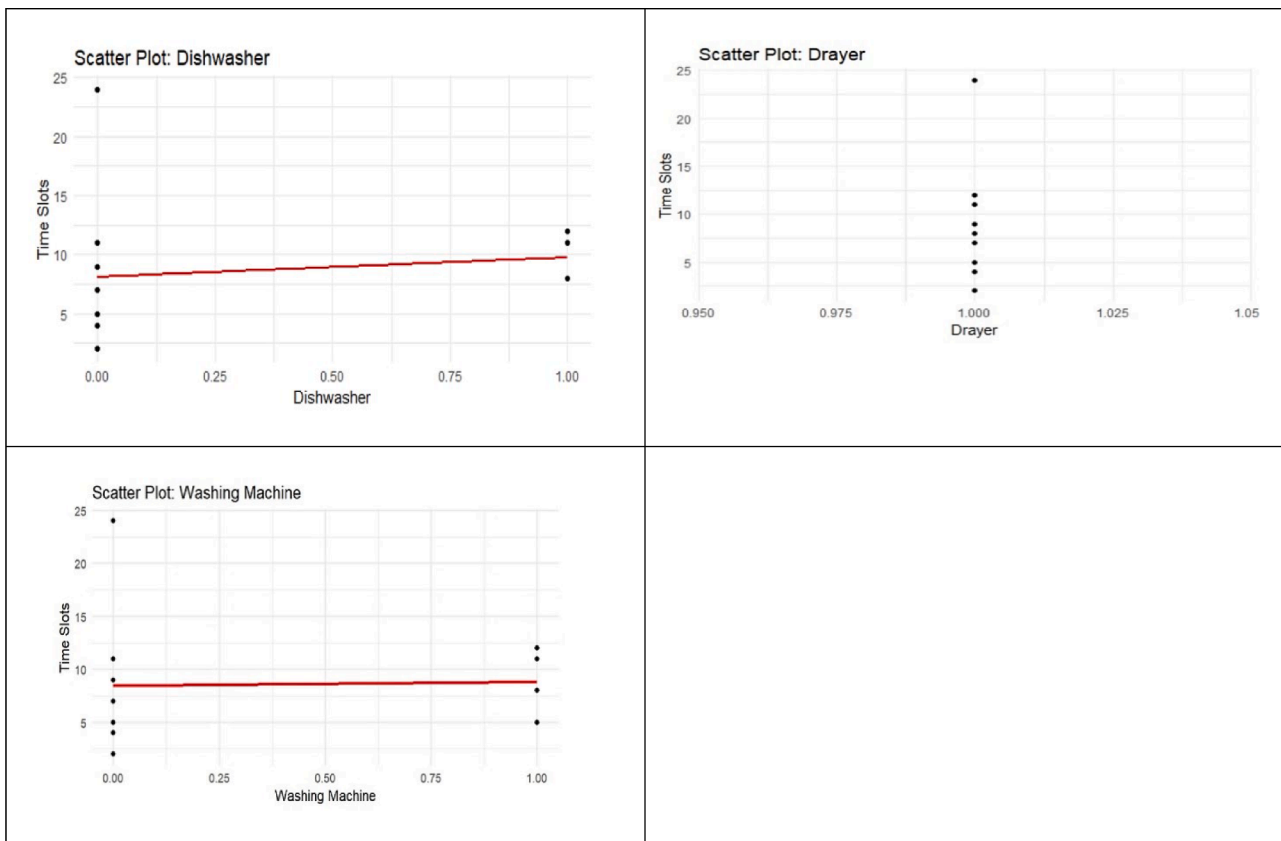 Scatter Plot: Dishwasher
25
20
15
10
5
Time Slots
0.00 0.25 0.50 0.75 1.00
Dishwasher
Scatter Plot: Drayer
25
20
15
10
5
Time Slots
0.950 0.975 1.000 1.025 1.05
Drayer
Scatter Plot: Washing Machine
25
20
15
10
5
Time Slots
0.00 0.25 0.50 0.75 1.00
Washing Machine